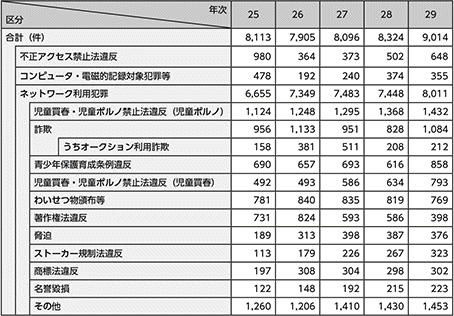 年次
区分 25 26 27 28 29
合計（件） 8,113 7,905 8,096 8,324 9,014
不正アクセス禁止法違反 980 364 373 502 648
コンピュータ・電磁的記録対象犯罪等 478 192 240 374 355
ネットワーク利用犯罪 6,655 7,349 7,483 7,448 8,011
児童買春・児童ポルノ禁止法違反（児童ポルノ） 1,124 1,248 1,295 1,368 1,432
詐欺 956 1,133 951 828 1,084
うちオークション利用詐欺 158 381 511 208 212
青少年保護育成条例違反 690 657 693 616 858
児童買春・児童ポルノ禁止法違反（児童買春） 492 493 586 634 793
わいせつ物頒布等 781 840 835 819 769
著作権法違反 731 824 593 586 398
脅迫 189 313 398 387 376
ストーカー規制法違反 113 179 226 267 323
商標法違反 197 308 304 298 302
名誉毀損 122 148 192 215 223
その他 1,260 1,206 1,410 1,430 1,453